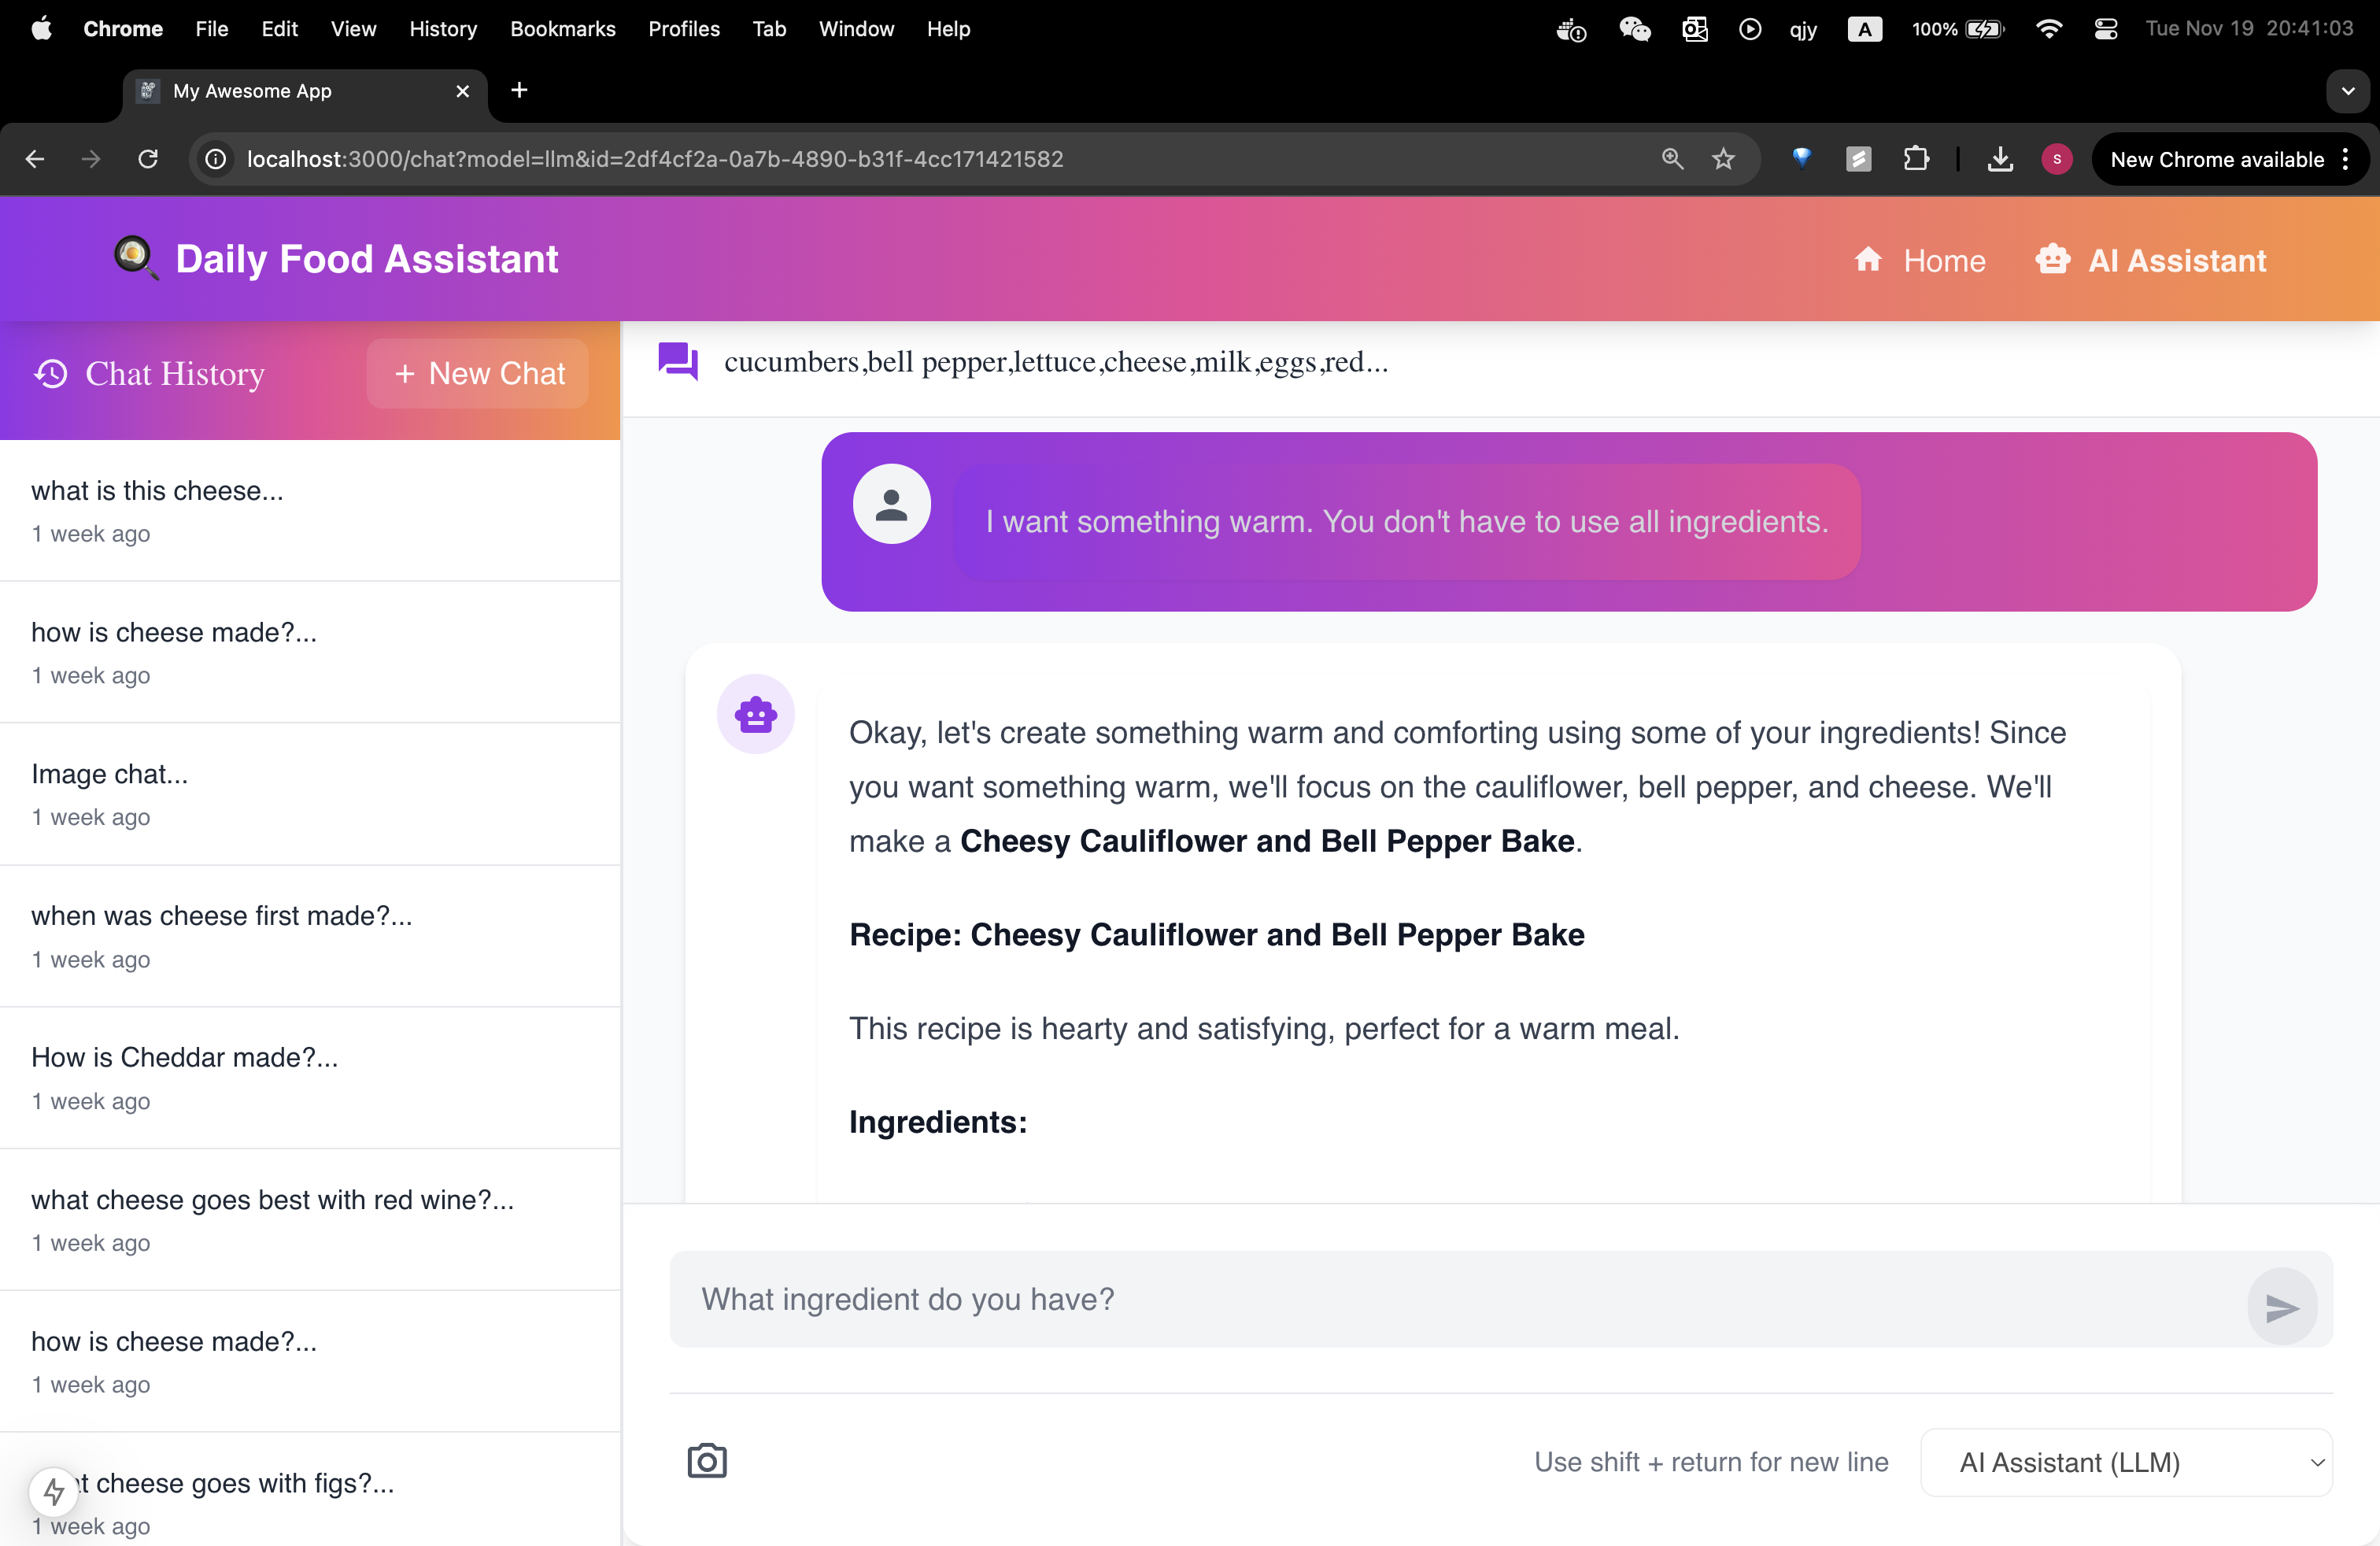 Chrome File Edit View History Bookmarks Profiles Tab Window Help qjy A 100% Tue Nov 19 20:41:03
My Awesome App
localhost:3000/chat?model=llm&id=2df4cf2a-0a7b-4890-b31f-4cc171421582 S New Chrome available
Daily Food Assistant Home AI Assistant
Chat History + New Chat
cucumbers,bell pepper,lettuce,cheese,milk,eggs,red...
what is this cheese...
1 week ago
how is cheese made?...
1 week ago
Image chat...
1 week ago
when was cheese first made?...
1 week ago
How is Cheddar made?...
1 week ago
what cheese goes best with red wine?...
1 week ago
how is cheese made?...
1 week ago
at cheese goes with figs?...
1 week ago
I want something warm. You don't have to use all ingredients.
Okay, let's create something warm and comforting using some of your ingredients! Since
you want something warm, we'll focus on the cauliflower, bell pepper, and cheese. We'll
make a Cheesy Cauliflower and Bell Pepper Bake.
Recipe: Cheesy Cauliflower and Bell Pepper Bake
This recipe is hearty and satisfying, perfect for a warm meal.
Ingredients:
What ingredient do you have?
Use shift + return for new line AI Assistant (LLM)